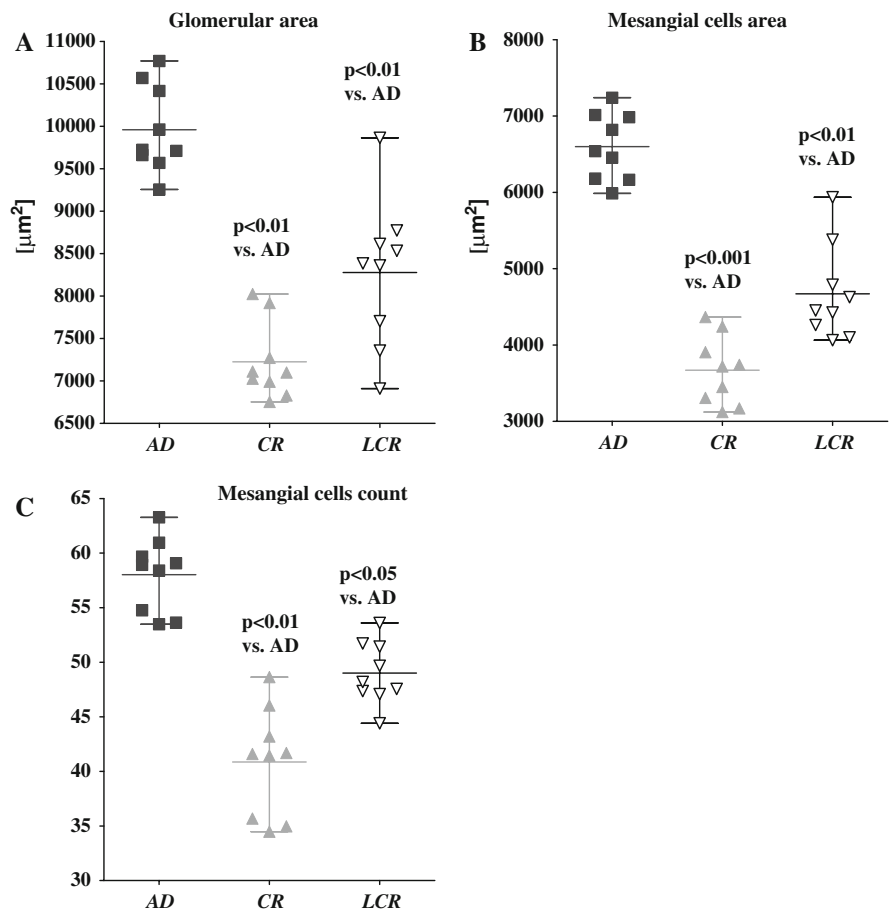 A
Glomerular area
11000
10500
10000
9500
9000
8500
8000
7500
7000
6500
[μm²]
p<0.01
vs. AD
p<0.01
vs. AD
AD CR LCR
B
Mesangial cells area
8000
7000
6000
5000
4000
3000
[μm²]
p<0.001
vs. AD
p<0.01
vs. AD
AD CR LCR
C
Mesangial cells count
65
60
55
50
45
40
35
30
p<0.01
vs. AD
p<0.05
vs. AD
AD CR LCR